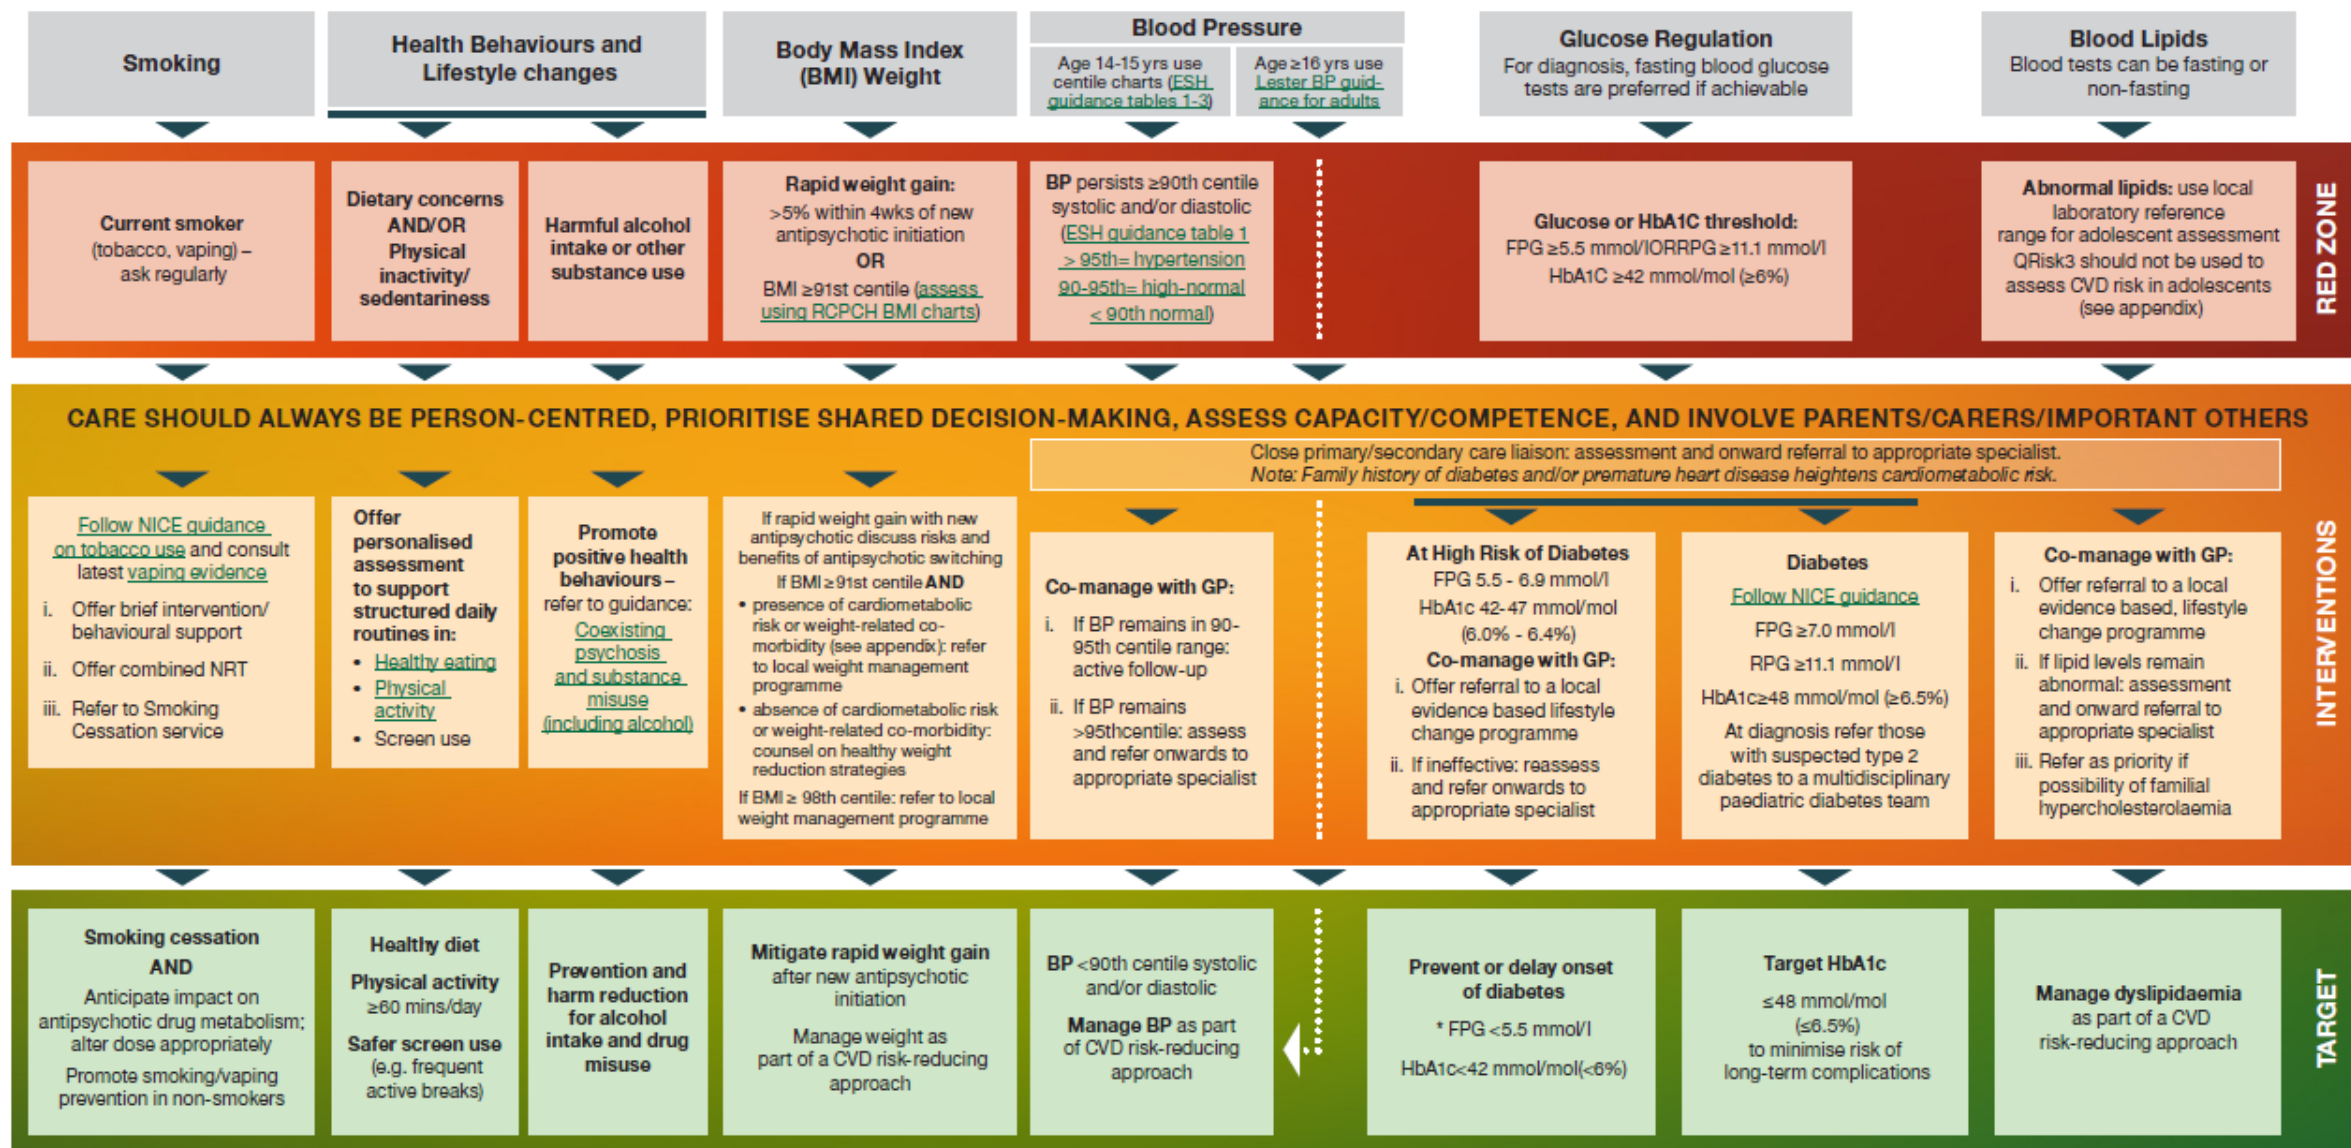 Smoking
Health Behaviours and
Lifestyle changes
Body Mass Index
(BMI) Weight
Blood Pressure
Age 14-15 yrs use
centile charts (ESH
guidance tables 1-3)
Age ≥16 yrs use
Lester BP guid-
ance for adults
Glucose Regulation
For diagnosis, fasting blood glucose
tests are preferred if achievable
Blood Lipids
Blood tests can be fasting or
non-fasting
RED ZONE
Current smoker
(tobacco, vaping) –
ask regularly
Dietary concerns
AND/OR
Physical
inactivity/
sedentariness
Harmful alcohol
intake or other
substance use
Rapid weight gain:
>5% within 4wks of new
antipsychotic initiation
OR
BMI ≥91st centile (assess
using RCPCH BMI charts)
BP persists ≥90th centile
systolic and/or diastolic
(ESH guidance table 1
> 95th= hypertension
90-95th= high-normal
< 90th normal)
Glucose or HbA1C threshold:
FPG ≥5.5 mmol/lORRPG ≥11.1 mmol/l
HbA1C ≥42 mmol/mol (≥6%)
Abnormal lipids: use local
laboratory reference
range for adolescent assessment
QRisk3 should not be used to
assess CVD risk in adolescents
(see appendix)
INTERVENTIONS
CARE SHOULD ALWAYS BE PERSON-CENTRED, PRIORITISE SHARED DECISION-MAKING, ASSESS CAPACITY/COMPETENCE, AND INVOLVE PARENTS/CARERS/IMPORTANT OTHERS
Close primary/secondary care liaison: assessment and onward referral to appropriate specialist.
Note: Family history of diabetes and/or premature heart disease heightens cardiometabolic risk.
Follow NICE guidance
on tobacco use and consult
latest vaping evidence
i. Offer brief intervention/
behavioural support
ii. Offer combined NRT
iii. Refer to Smoking
Cessation service
Offer
personalised
assessment
to support
structured daily
routines in:
• Healthy eating
• Physical
activity
• Screen use
Promote
positive health
behaviours –
refer to guidance:
Coexisting
psychosis
and substance
misuse
(including alcohol)
If rapid weight gain with new
antipsychotic discuss risks and
benefits of antipsychotic switching
If BMI ≥ 91st centile AND
• presence of cardiometabolic
risk or weight-related co-
morbidity (see appendix): refer
to local weight management
programme
• absence of cardiometabolic risk
or weight-related co-morbidity:
counsel on healthy weight
reduction strategies
If BMI ≥ 98th centile: refer to local
weight management programme
Co-manage with GP:
i. If BP remains in 90-
95th centile range:
active follow-up
ii. If BP remains
>95thcentile: assess
and refer onwards to
appropriate specialist
At High Risk of Diabetes
FPG 5.5 - 6.9 mmol/l
HbA1c 42-47 mmol/mol
(6.0% - 6.4%)
Co-manage with GP:
i. Offer referral to a local
evidence based lifestyle
change programme
ii. If ineffective: reassess
and refer onwards to
appropriate specialist
Diabetes
Follow NICE guidance
FPG ≥7.0 mmol/l
RPG ≥11.1 mmol/l
HbA1c≥48 mmol/mol (≥6.5%)
At diagnosis refer those
with suspected type 2
diabetes to a multidisciplinary
paediatric diabetes team
Co-manage with GP:
i. Offer referral to a local
evidence based, lifestyle
change programme
ii. If lipid levels remain
abnormal: assessment
and onward referral to
appropriate specialist
iii. Refer as priority if
possibility of familial
hypercholesterolaemia
TARGET
Smoking cessation
AND
Anticipate impact on
antipsychotic drug metabolism;
alter dose appropriately
Promote smoking/vaping
prevention in non-smokers
Healthy diet
Physical activity
≥60 mins/day
Safer screen use
(e.g. frequent
active breaks)
Prevention and
harm reduction
for alcohol
intake and drug
misuse
Mitigate rapid weight gain
after new antipsychotic
initiation
Manage weight as
part of a CVD risk-reducing
approach
BP <90th centile systolic
and/or diastolic
Manage BP as part
of CVD risk-reducing
approach
Prevent or delay onset
of diabetes
* FPG <5.5 mmol/l
HbA1c<42 mmol/mol(<6%)
Target HbA1c
≤48 mmol/mol
(≤6.5%)
to minimise risk of
long-term complications
Manage dyslipidaemia
as part of a CVD
risk-reducing approach